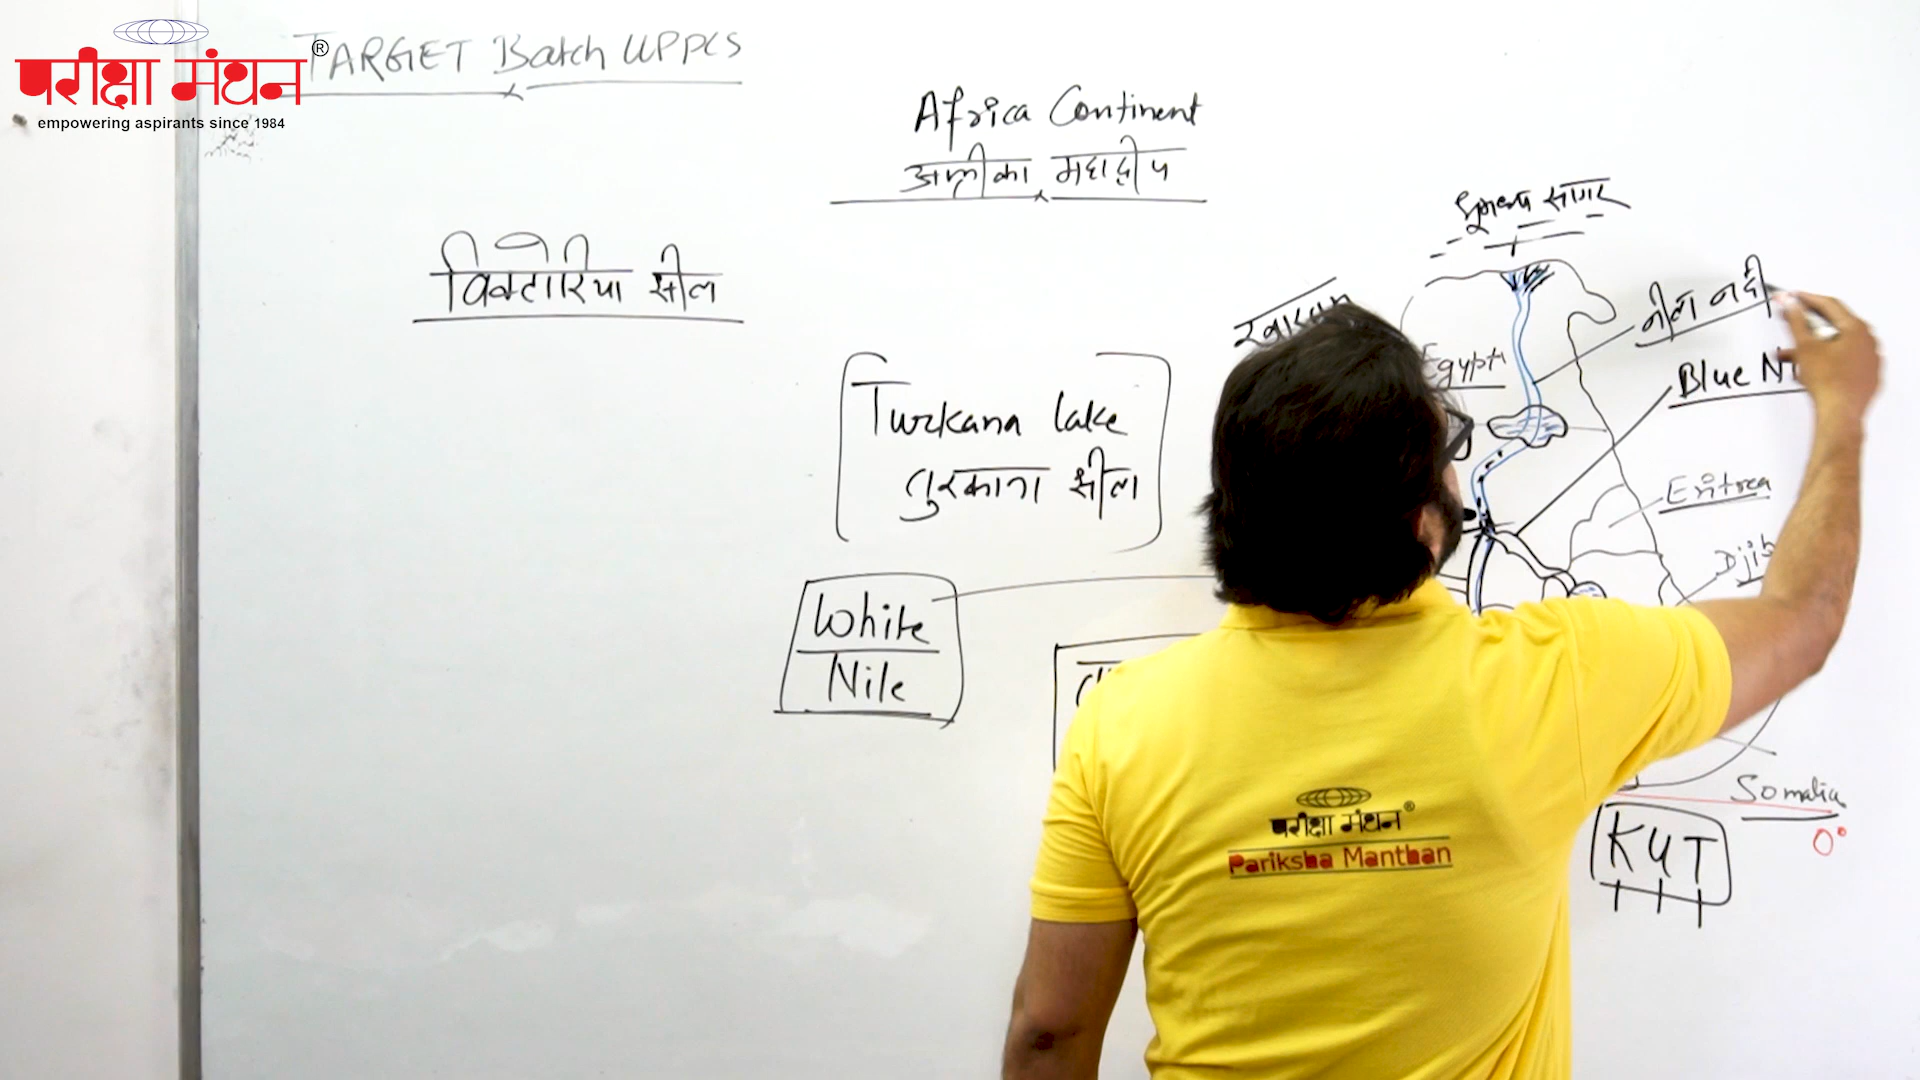 परीक्षा मंथन®
empowering aspirants since 1984
TARGET Batch UPPCS
Africa Continent
अफ्रीका महाद्वीप
भूमध्य सागर
विक्टोरिया झील
नील नदी
Egypt
Blue
Turkana lake
तुरकाना झील
Eritrea
White
Nile
Somalia
0°
KUT
परीक्षा मंथन®
Pariksha Manthan